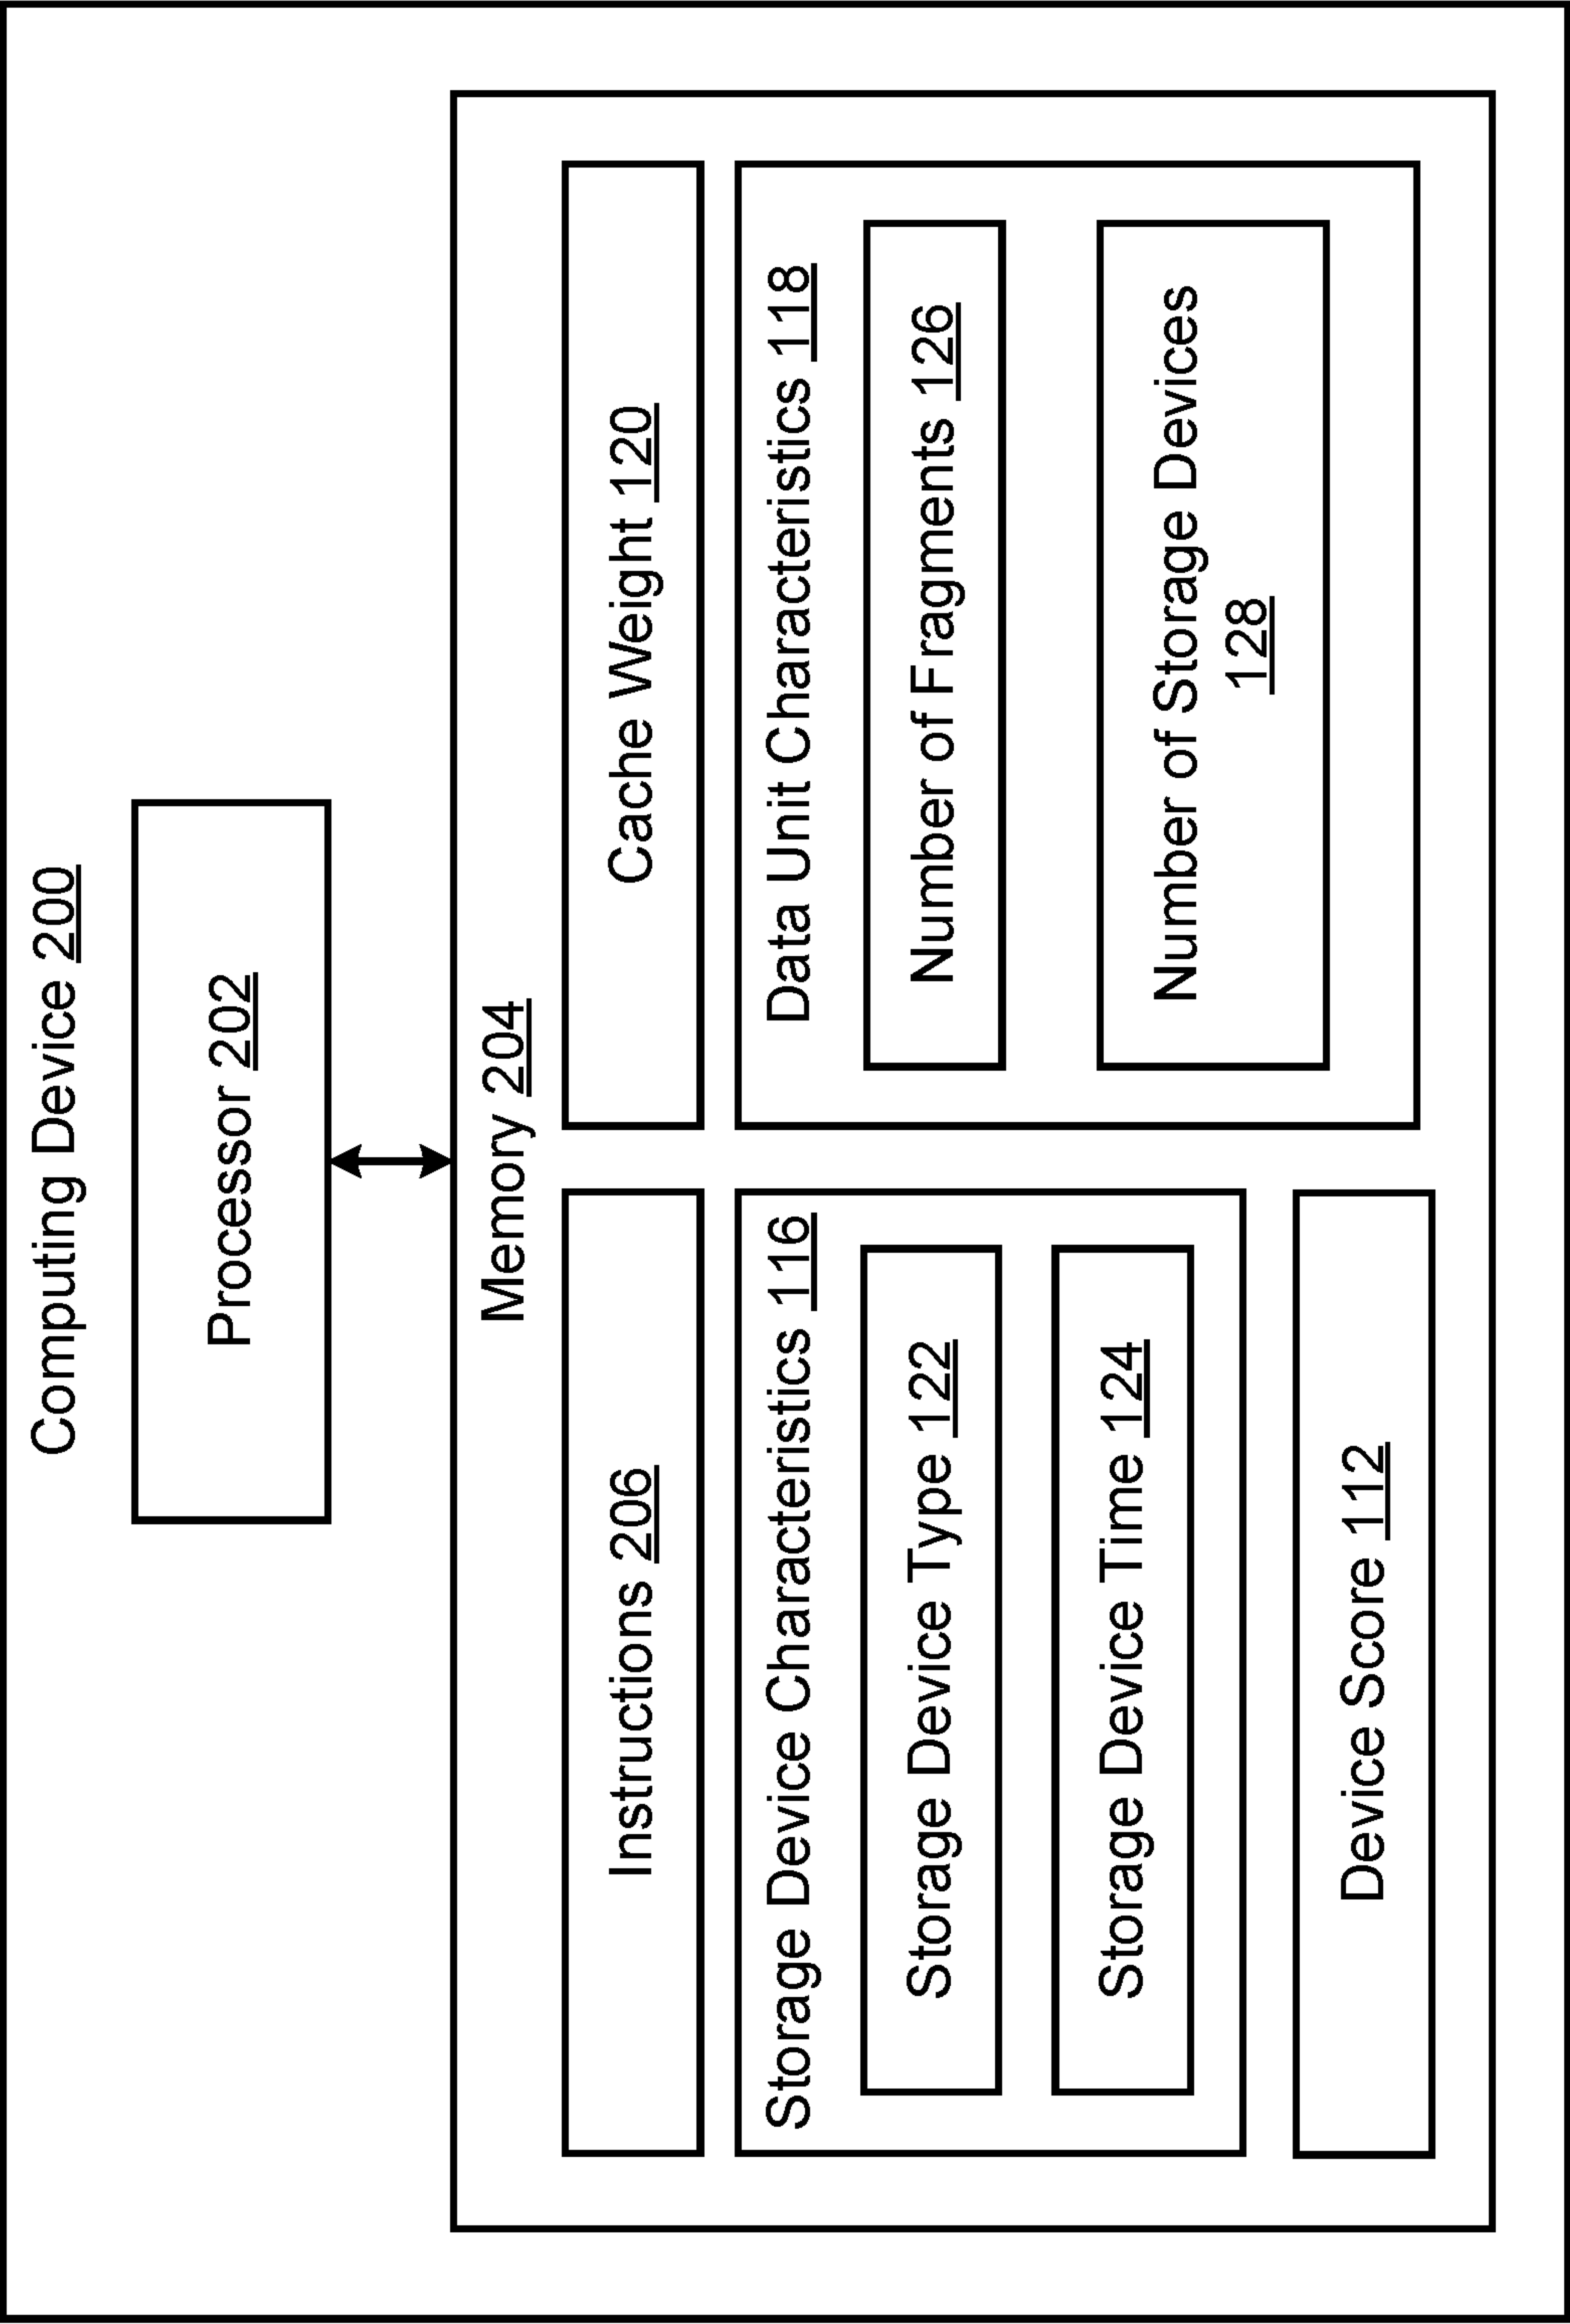 Computing Device 200
Processor 202
Memory 204
Instructions 206
Cache Weight 120
Storage Device Characteristics 116
Storage Device Type 122
Storage Device Time 124
Device Score 112
Data Unit Characteristics 118
Number of Fragments 126
Number of Storage Devices
128